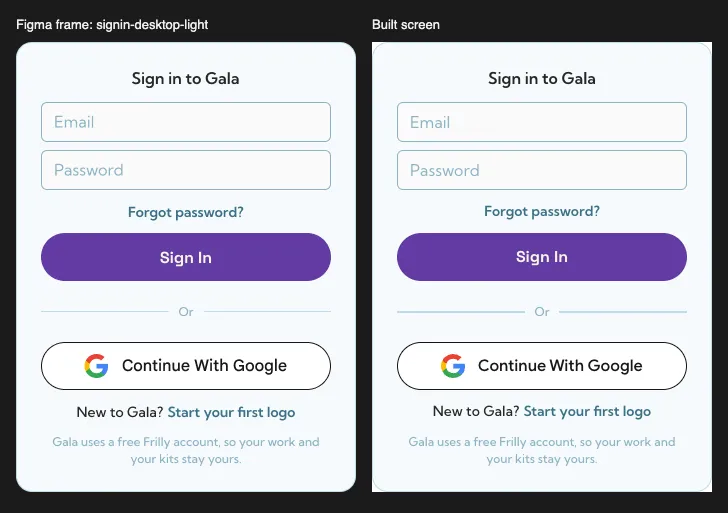 Figma frame: signin-desktop-light
Sign in to Gala
Email
Password
Forgot password?
Sign In
Or
Continue With Google
New to Gala? Start your first logo
Gala uses a free Frilly account, so your work and
your kits stay yours.
Built screen
Sign in to Gala
Email
Password
Forgot password?
Sign In
Or
Continue With Google
New to Gala? Start your first logo
Gala uses a free Frilly account, so your work and
your kits stay yours.